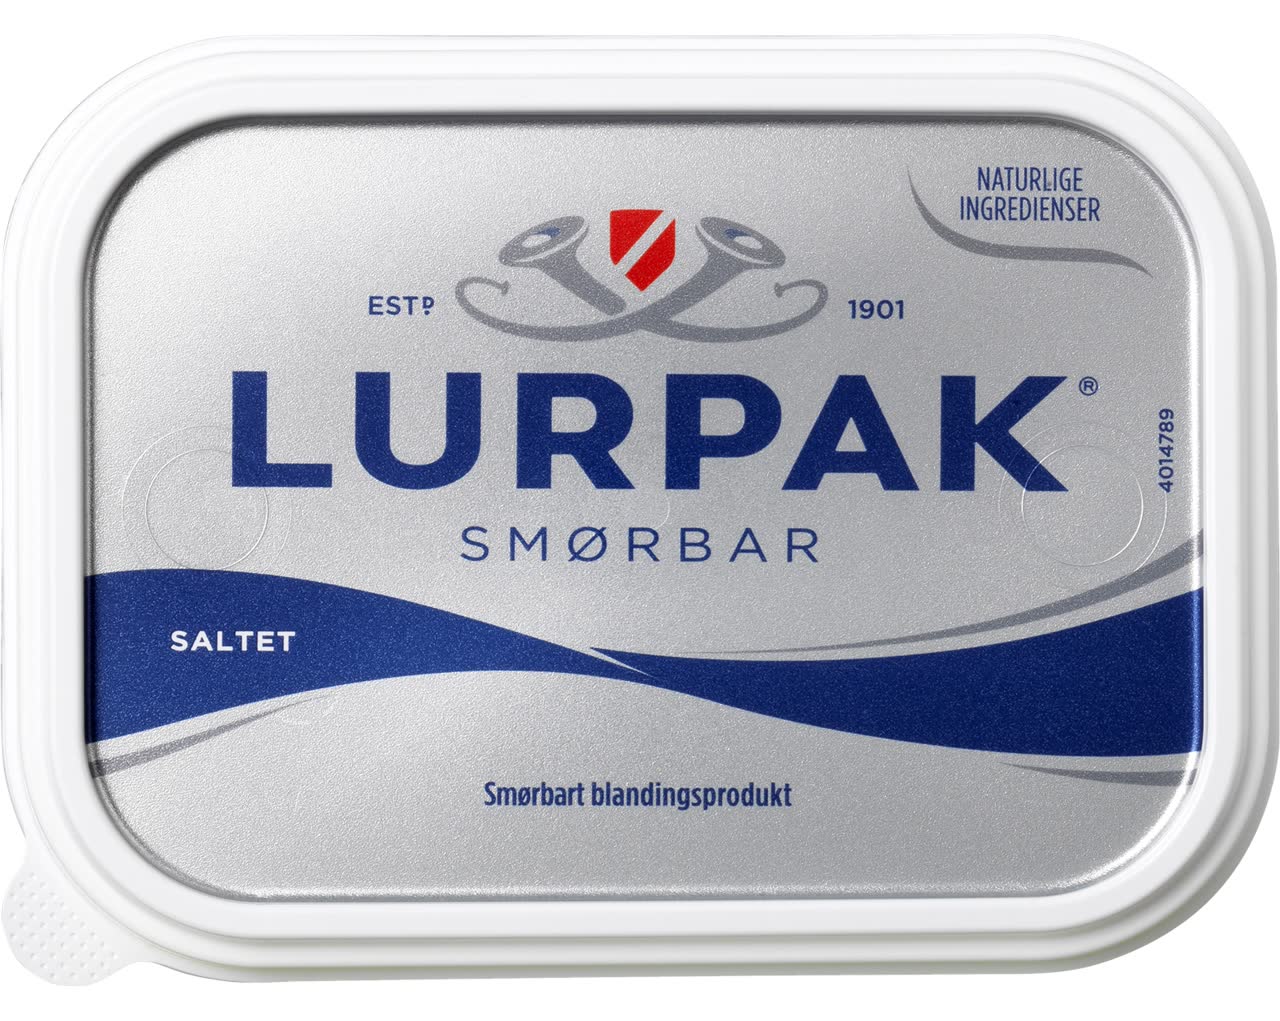 NATURLIGE
INGREDIENSER
ESTD 1901
LURPAK®
4014789
SMØRBAR
SALTET
Smørbart blandingsprodukt